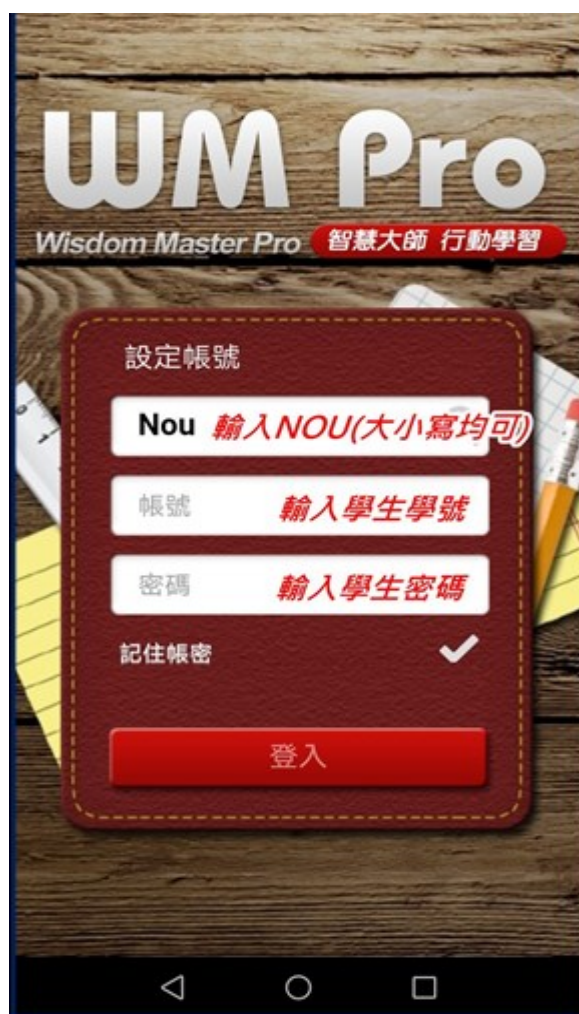 WM Pro
Wisdom Master Pro 智慧大師 行動學習
設定帳號
Nou 輸入NOU(大小寫均可)
帳號 輸入學生學號
密碼 輸入學生密碼
記住帳密
登入